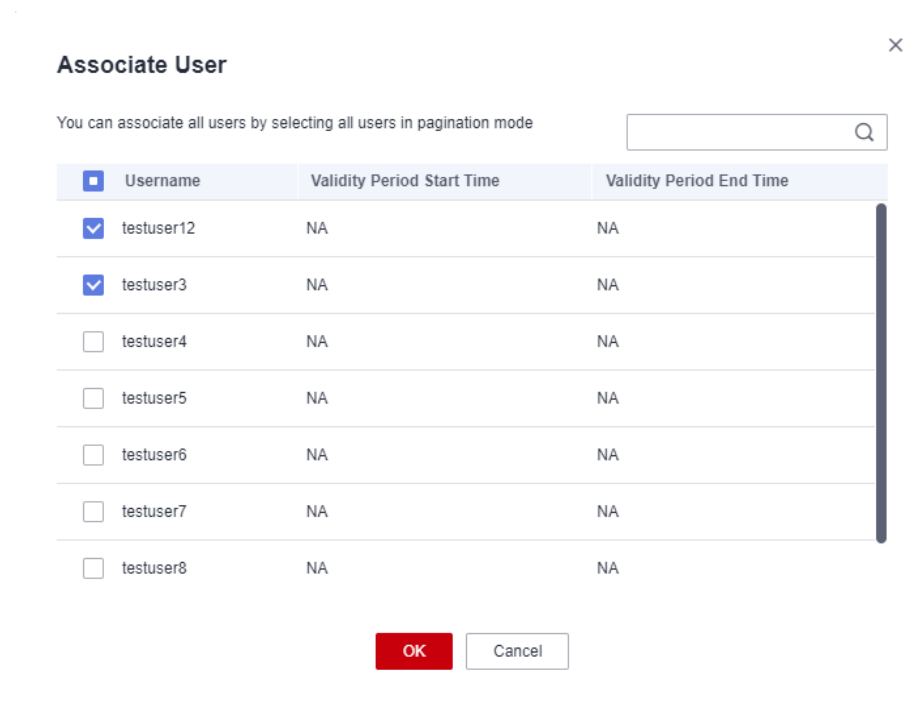 Associate User
You can associate all users by selecting all users in pagination mode
Username Validity Period Start Time Validity Period End Time
testuser12 NA NA
testuser3 NA NA
testuser4 NA NA
testuser5 NA NA
testuser6 NA NA
testuser7 NA NA
testuser8 NA NA
OK Cancel